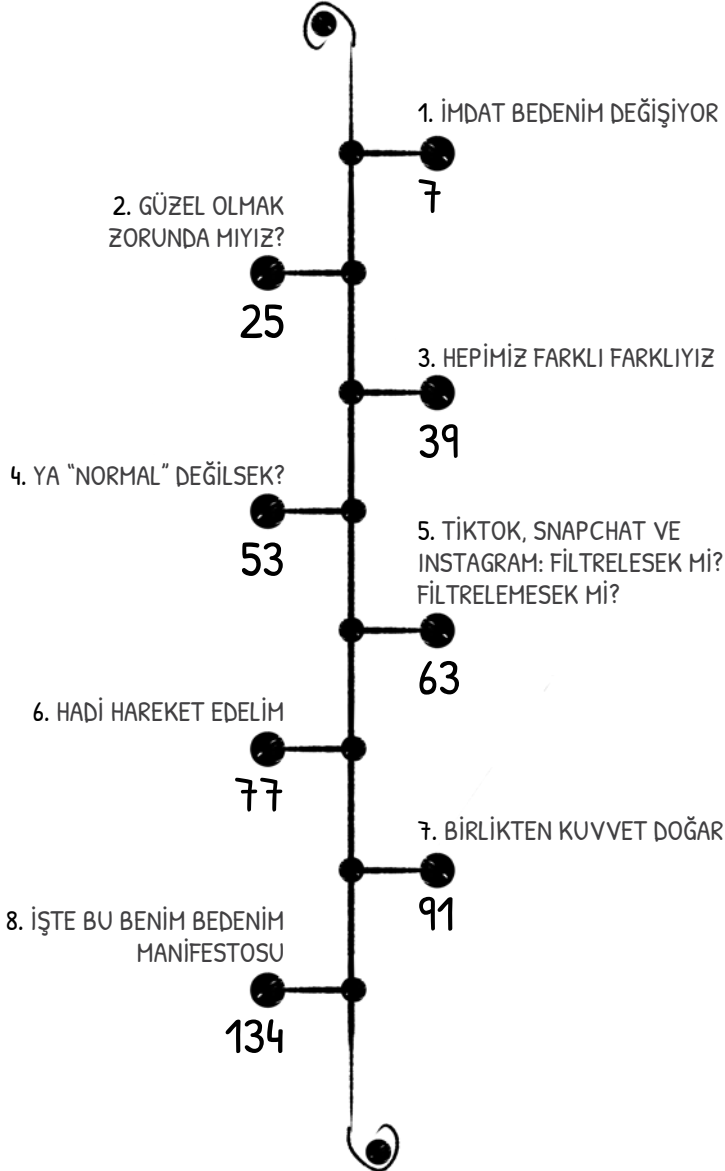 1. İMDAT BEDENİM DEĞİŞİYOR
7
2. GÜZEL OLMAK
ZORUNDA MIYIZ?
25
3. HEPİMİZ FARKLI FARKLIYIZ
39
4. YA “NORMAL” DEĞİLSEK?
53
5. TİKTOK, SNAPCHAT VE
INSTAGRAM: FİLTRELESEK Mİ?
FİLTRELEMESEK Mİ?
63
6. HADİ HAREKET EDELİM
77
7. BİRLİKTEN KUVVET DOĞAR
91
8. İŞTE BU BENİM BEDENİM
MANİFESTOSU
134